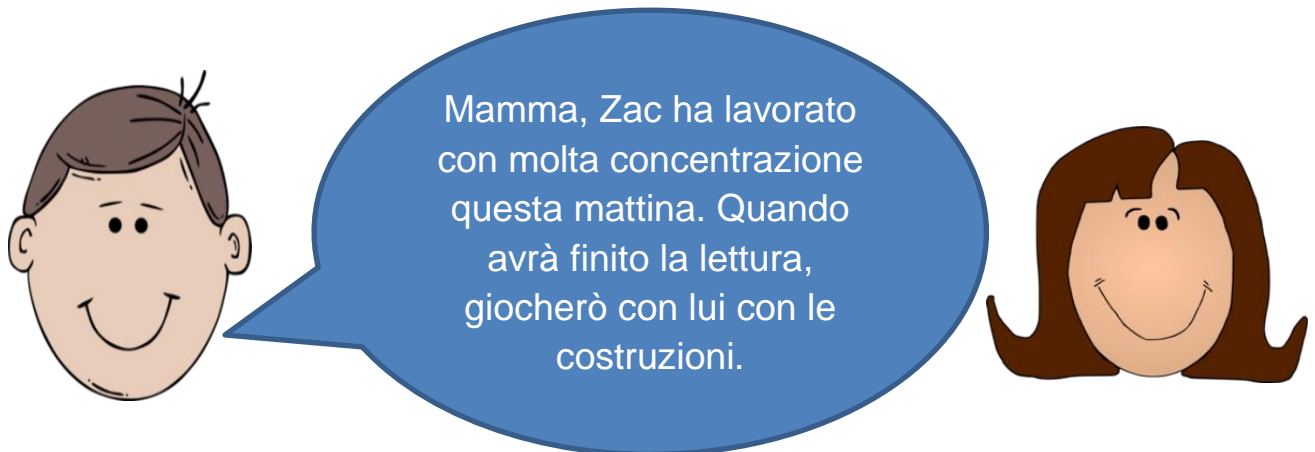 Mamma, Zac ha lavorato
con molta concentrazione
questa mattina. Quando
avrà finito la lettura,
giocherò con lui con le
costruzioni.